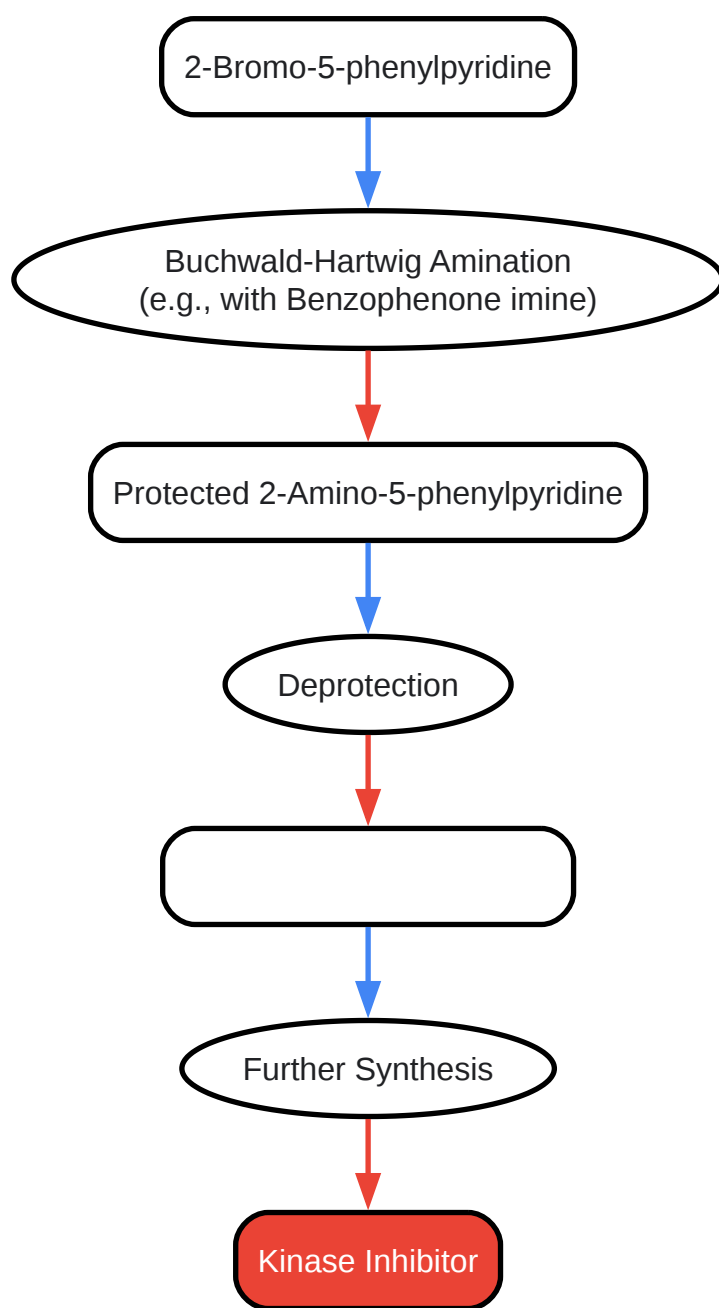 2-Bromo-5-phenylpyridine
Buchwald-Hartwig Amination
(e.g., with Benzophenone imine)
Protected 2-Amino-5-phenylpyridine
Deprotection
Further Synthesis
Kinase Inhibitor